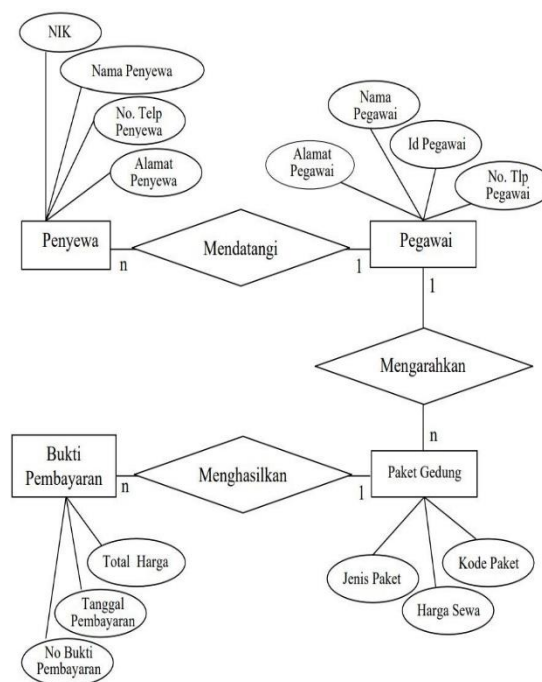 NIK
Nama Penyewa
No. Telp
Penyewa
Alamat
Penyewa
Nama
Pegawai
Id Pegawai
Alamat
Pegawai
No. Tlp
Pegawai
Penyewa
n
Mendatangi
1
Pegawai
1
Mengarahkan
n
Bukti
Pembayaran
n
Menghasilkan
1
Paket Gedung
Total Harga
Tanggal
Pembayaran
No Bukti
Pembayaran
Jenis Paket
Kode Paket
Harga Sewa